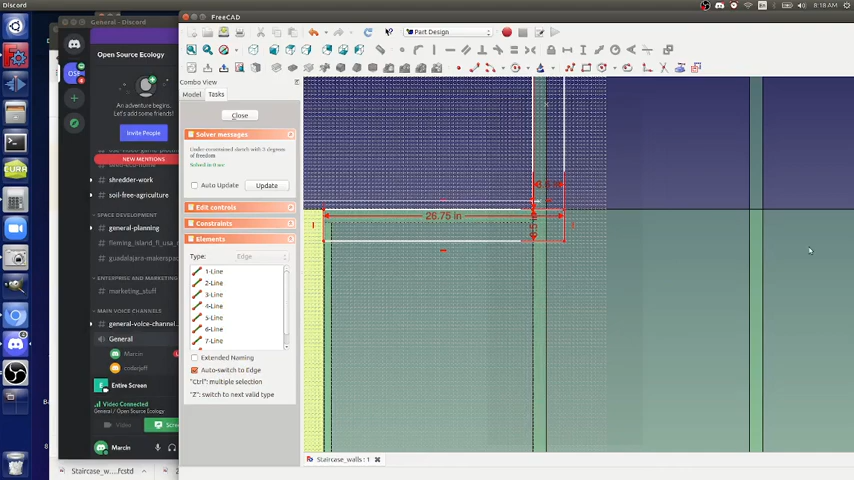 Discord
8:18 AM
General - Discord
FreeCAD
Part Design
Open Source Ecology
An adventure begins.
Let's add some friends!
Invite People
NEW MENTIONS
shredder-work
soil-free-agriculture
SPACE DEVELOPMENT
general-planning
fleming_island_fl_usa_m
guadalajara-makerspac
ENTERPRISE AND MARKETING
marketing_stuff
MAIN VOICE CHANNELS
general-voice-channel...
General
Marcin
coderjeff
Entire Screen
Video Connected
General / Open Source Ecology
Video
Scre
Marcin
Combo View
Model
Tasks
Close
Solver messages
Under-constrained sketch with 3 degrees
of freedom
Solved in 0 sec
Auto Update
Update
Edit controls
Constraints
Elements
Type:
Edge
1-Line
2-Line
3-Line
4-Line
5-Line
6-Line
7-Line
Extended Naming
Auto-switch to Edge
"Ctrl": multiple selection
"Z": switch to next valid type
26.75 in
Staircase_walls : 1
Staircase_w....fcstd